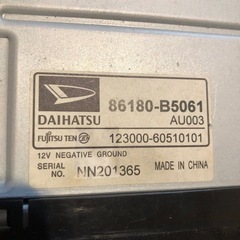 DAIHATSU
86180-B5061
AU003
FUJITSU TEN
123000-60510101
12V NEGATIVE GROUND
SERIAL NO. NN201365
MADE IN CHINA